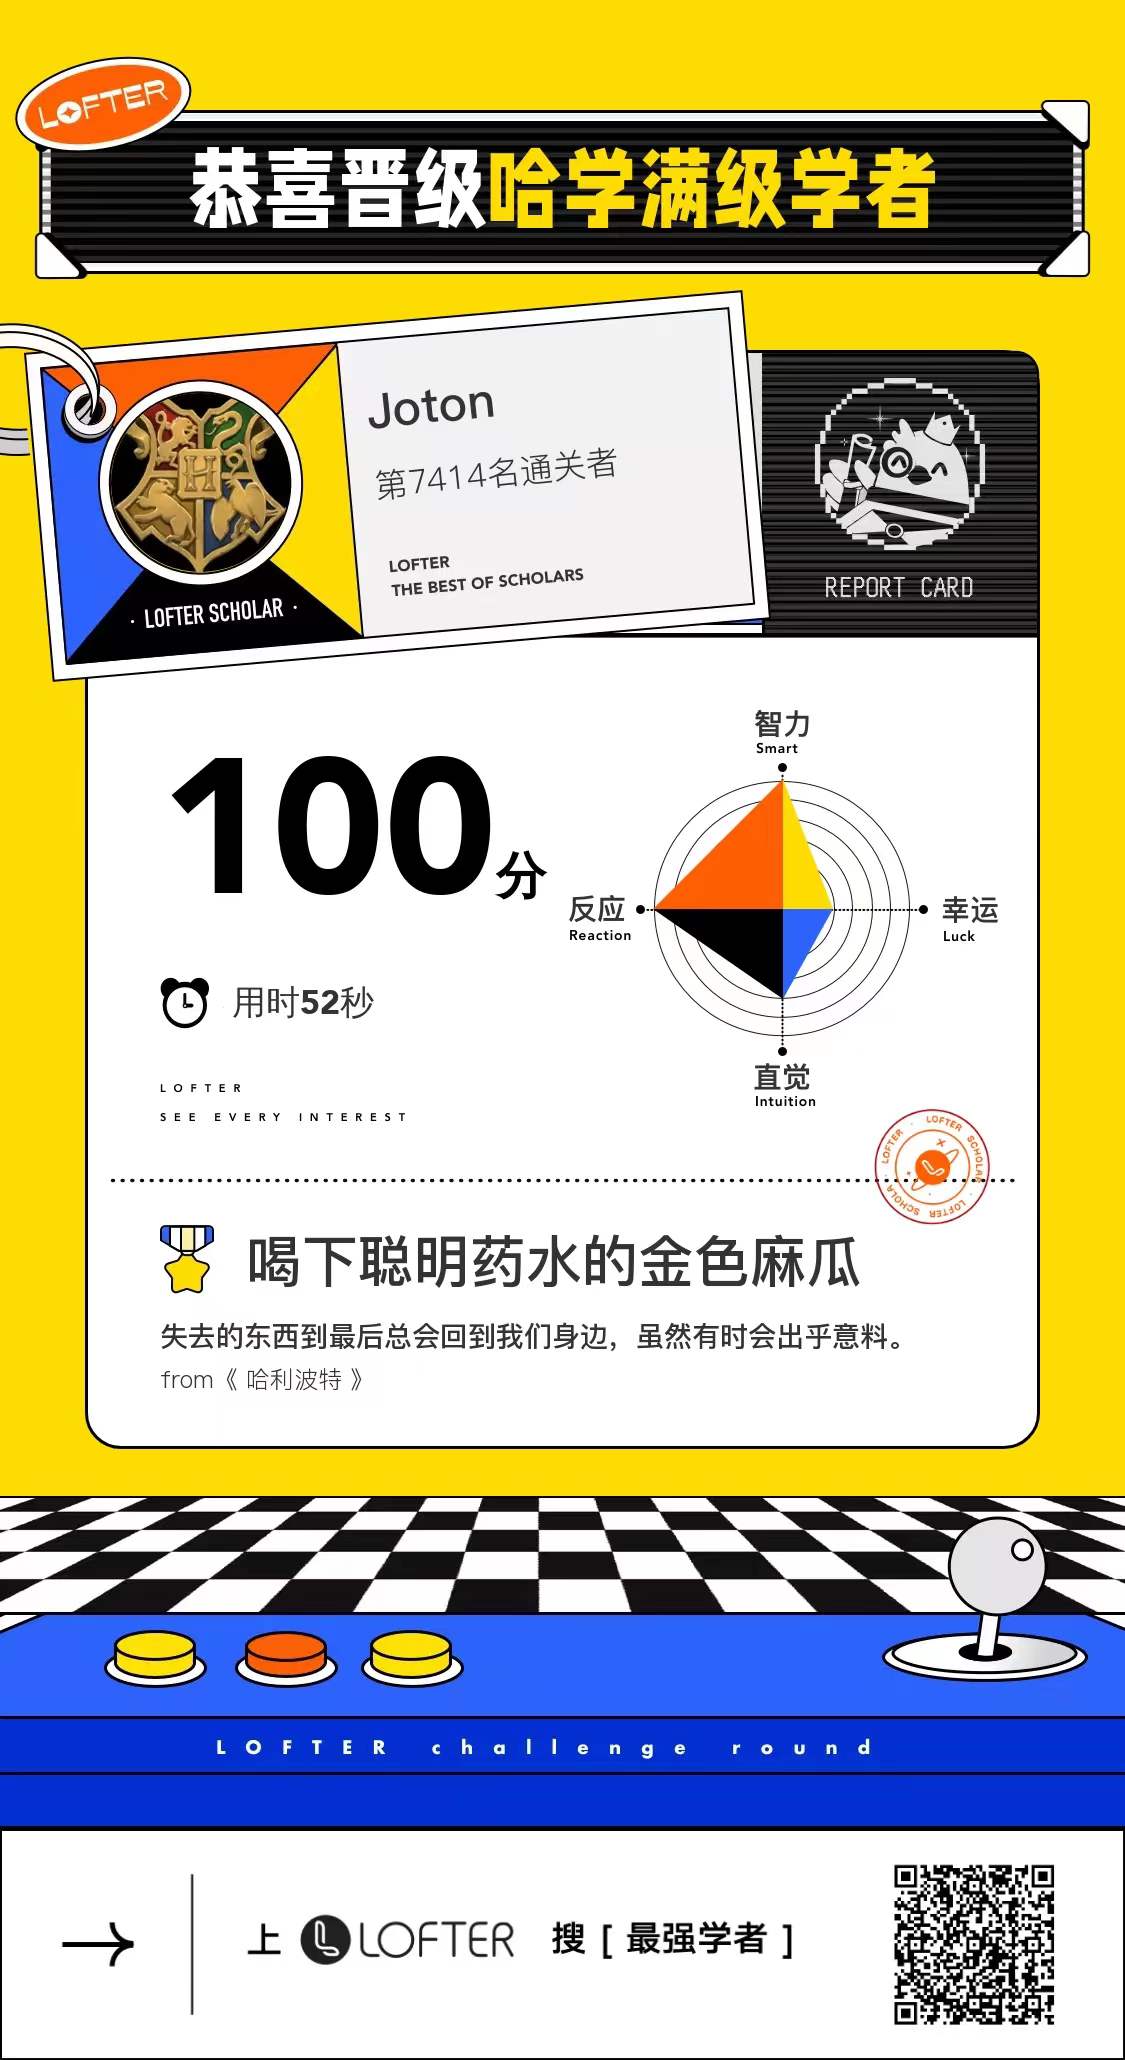 LOFTER
恭喜晋级哈学满级学者
Joton
第7414名通关者
LOFTER
THE BEST OF SCHOLARS
H
· LOFTER SCHOLAR ·
REPORT CARD
100分
用时52秒
LOFTER
SEE EVERY INTEREST
智力
Smart
反应
Reaction
幸运
Luck
直觉
Intuition
LOFTER · LOFTER SCHOLAR · LOFTER SCHOLA
喝下聪明药水的金色麻瓜
失去的东西到最后总会回到我们身边，虽然有时会出乎意料。
from《 哈利波特 》
LOFTER challenge round
上 LOFTER 搜 [ 最强学者 ]